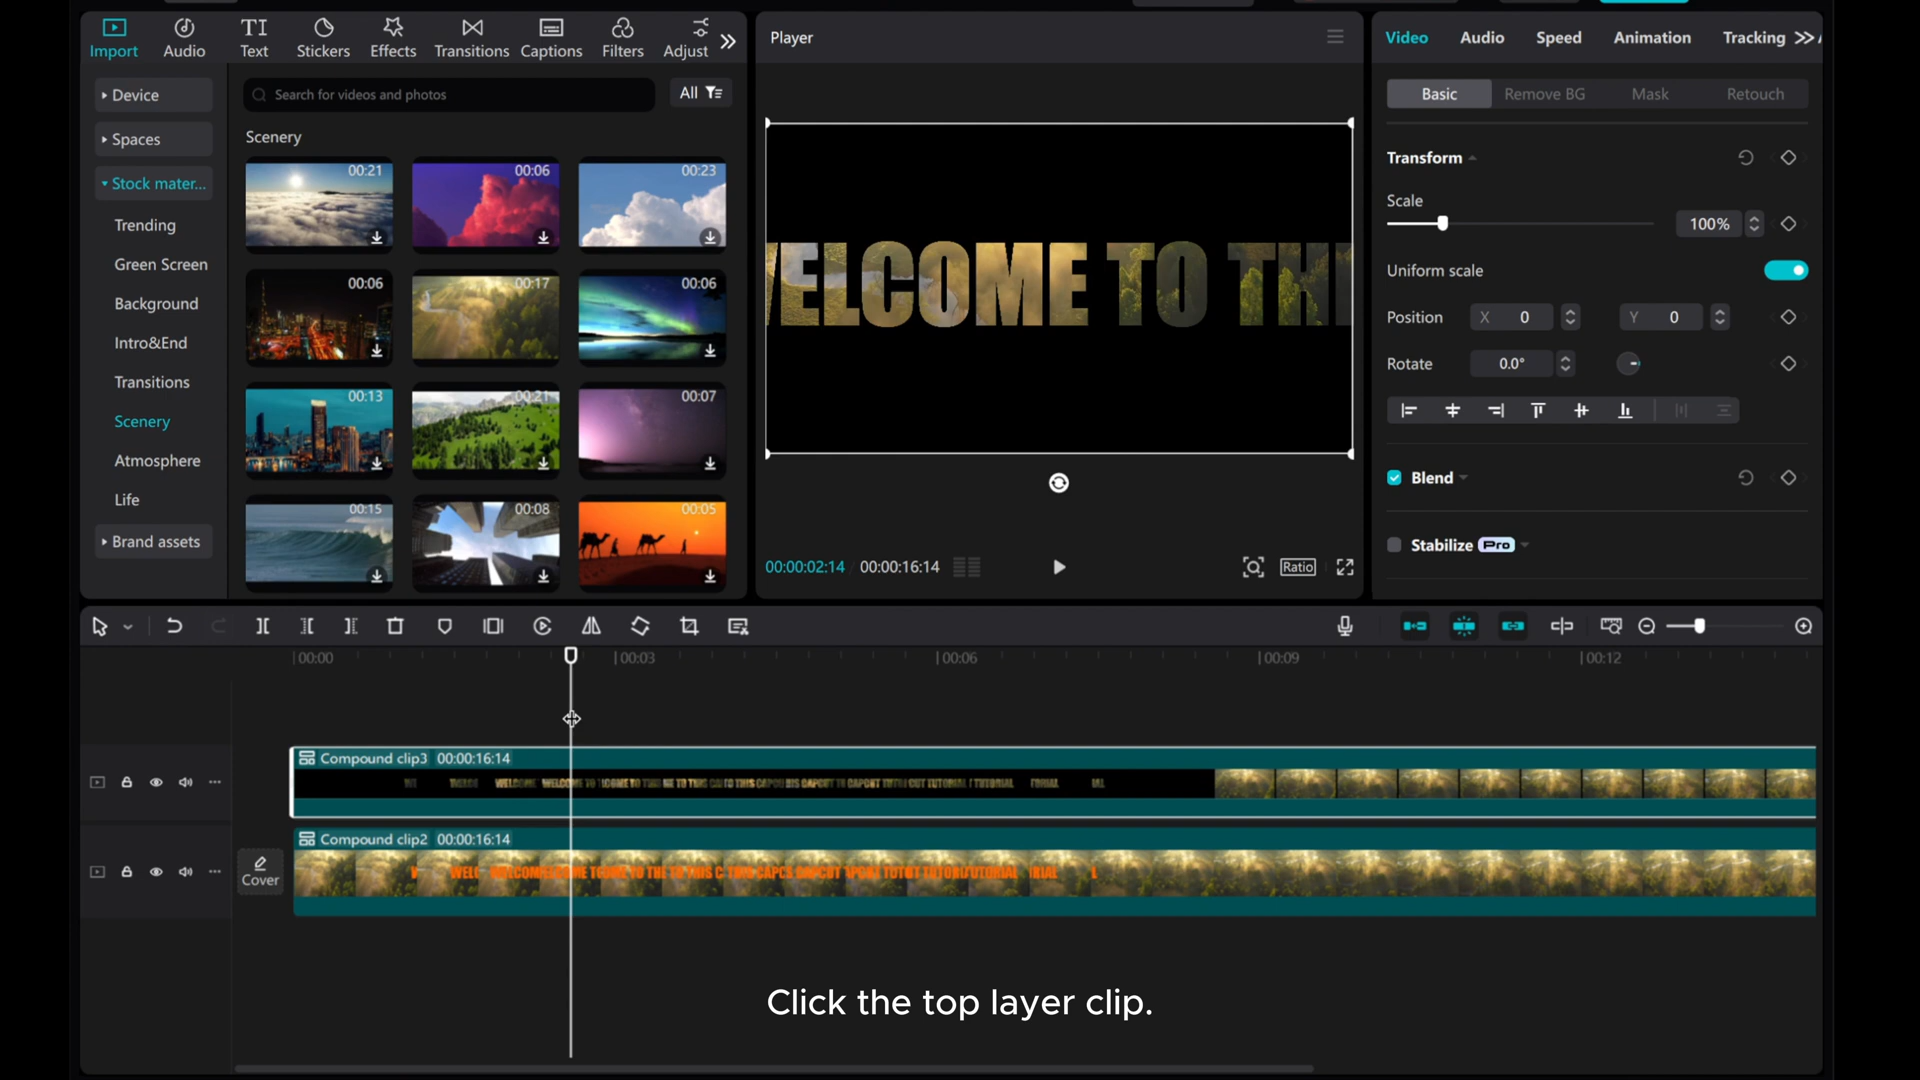 Import
Audio
Text
Stickers
Effects
Transitions
Captions
Filters
Adjust
Player
Video
Audio
Speed
Animation
Tracking
Device
Spaces
Stock mater...
Trending
Green Screen
Background
Intro&End
Transitions
Scenery
Atmosphere
Life
Brand assets
Search for videos and photos
All
Scenery
00:21
00:06
00:23
00:06
00:17
00:06
00:13
00:21
00:07
00:15
00:08
00:05
WELCOME TO THI
00:00:02:14
00:00:16:14
Ratio
Basic
Remove BG
Mask
Retouch
Transform
Scale
100%
Uniform scale
Position
X 0
Y 0
Rotate
0.0°
Blend
Stabilize Pro
00:00
00:03
00:06
00:09
00:12
Compound clip3 00:00:16:14
Cover
Compound clip2 00:00:16:14
Click the top layer clip.